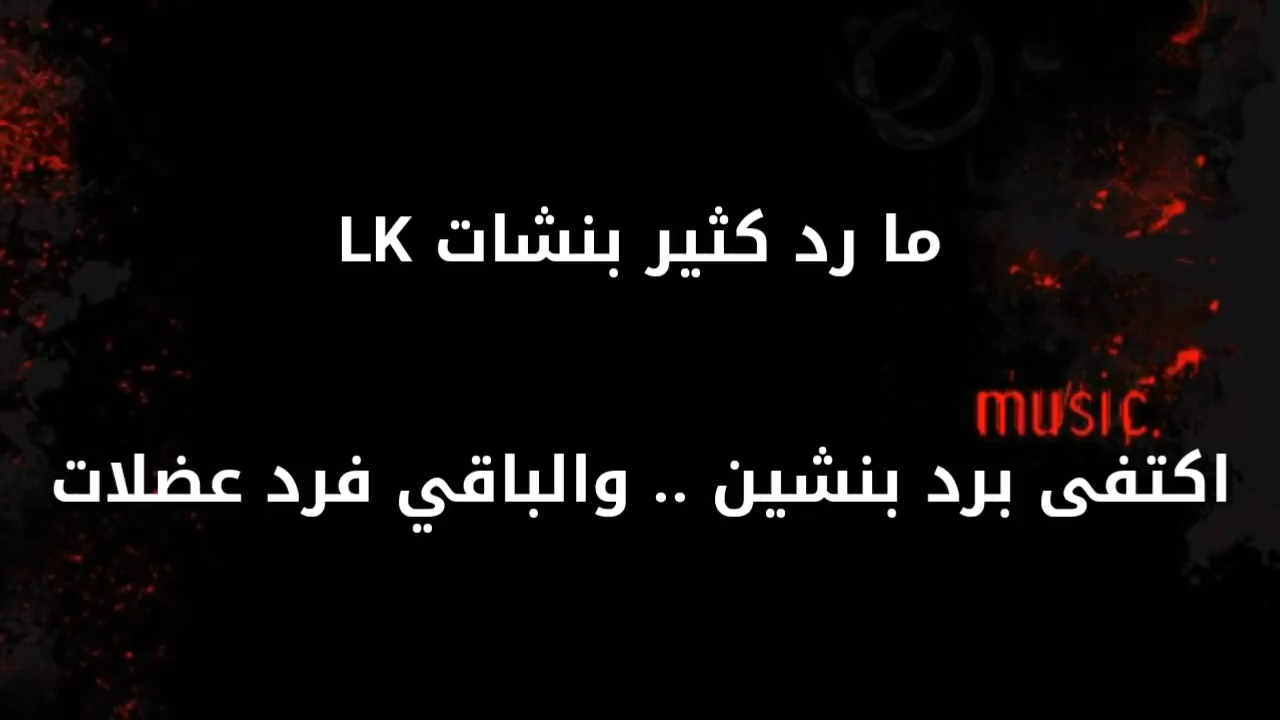 ما رد كثير بنشات LK
music.
اكتفى برد بنشين .. والباقي فرد عضلات